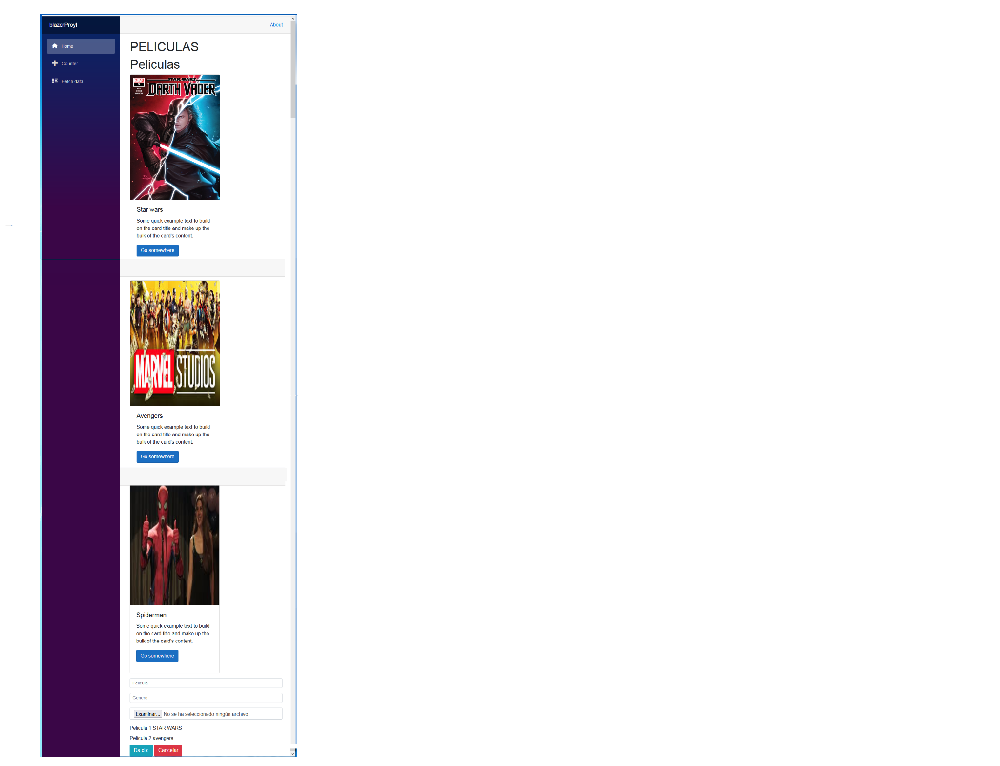 blazorProyI
About
Home
Counter
Fetch data
PELICULAS
Peliculas
MARVEL
5
STAR WARS
DARTH VADER
Star wars
Some quick example text to build
on the card title and make up the
bulk of the card's content.
Go somewhere
MARVEL STUDIOS
Avengers
Some quick example text to build
on the card title and make up the
bulk of the card's content.
Go somewhere
Spiderman
Some quick example text to build
on the card title and make up the
bulk of the card's content.
Go somewhere
Pelicula
Genero
Examinar... No se ha seleccionado ningún archivo.
Pelicula 1 STAR WARS
Pelicula 2 avengers
Da clic Cancelar